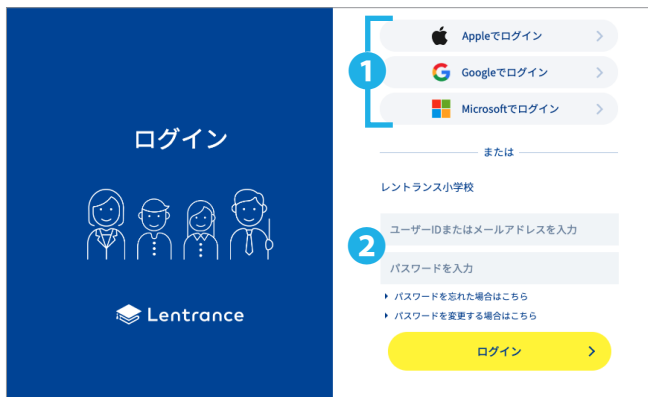 ログイン
Lentrance
1
Appleでログイン
Googleでログイン
Microsoftでログイン
または
レントランス小学校
2
ユーザーIDまたはメールアドレスを入力
パスワードを入力
パスワードを忘れた場合はこちら
パスワードを変更する場合はこちら
ログイン